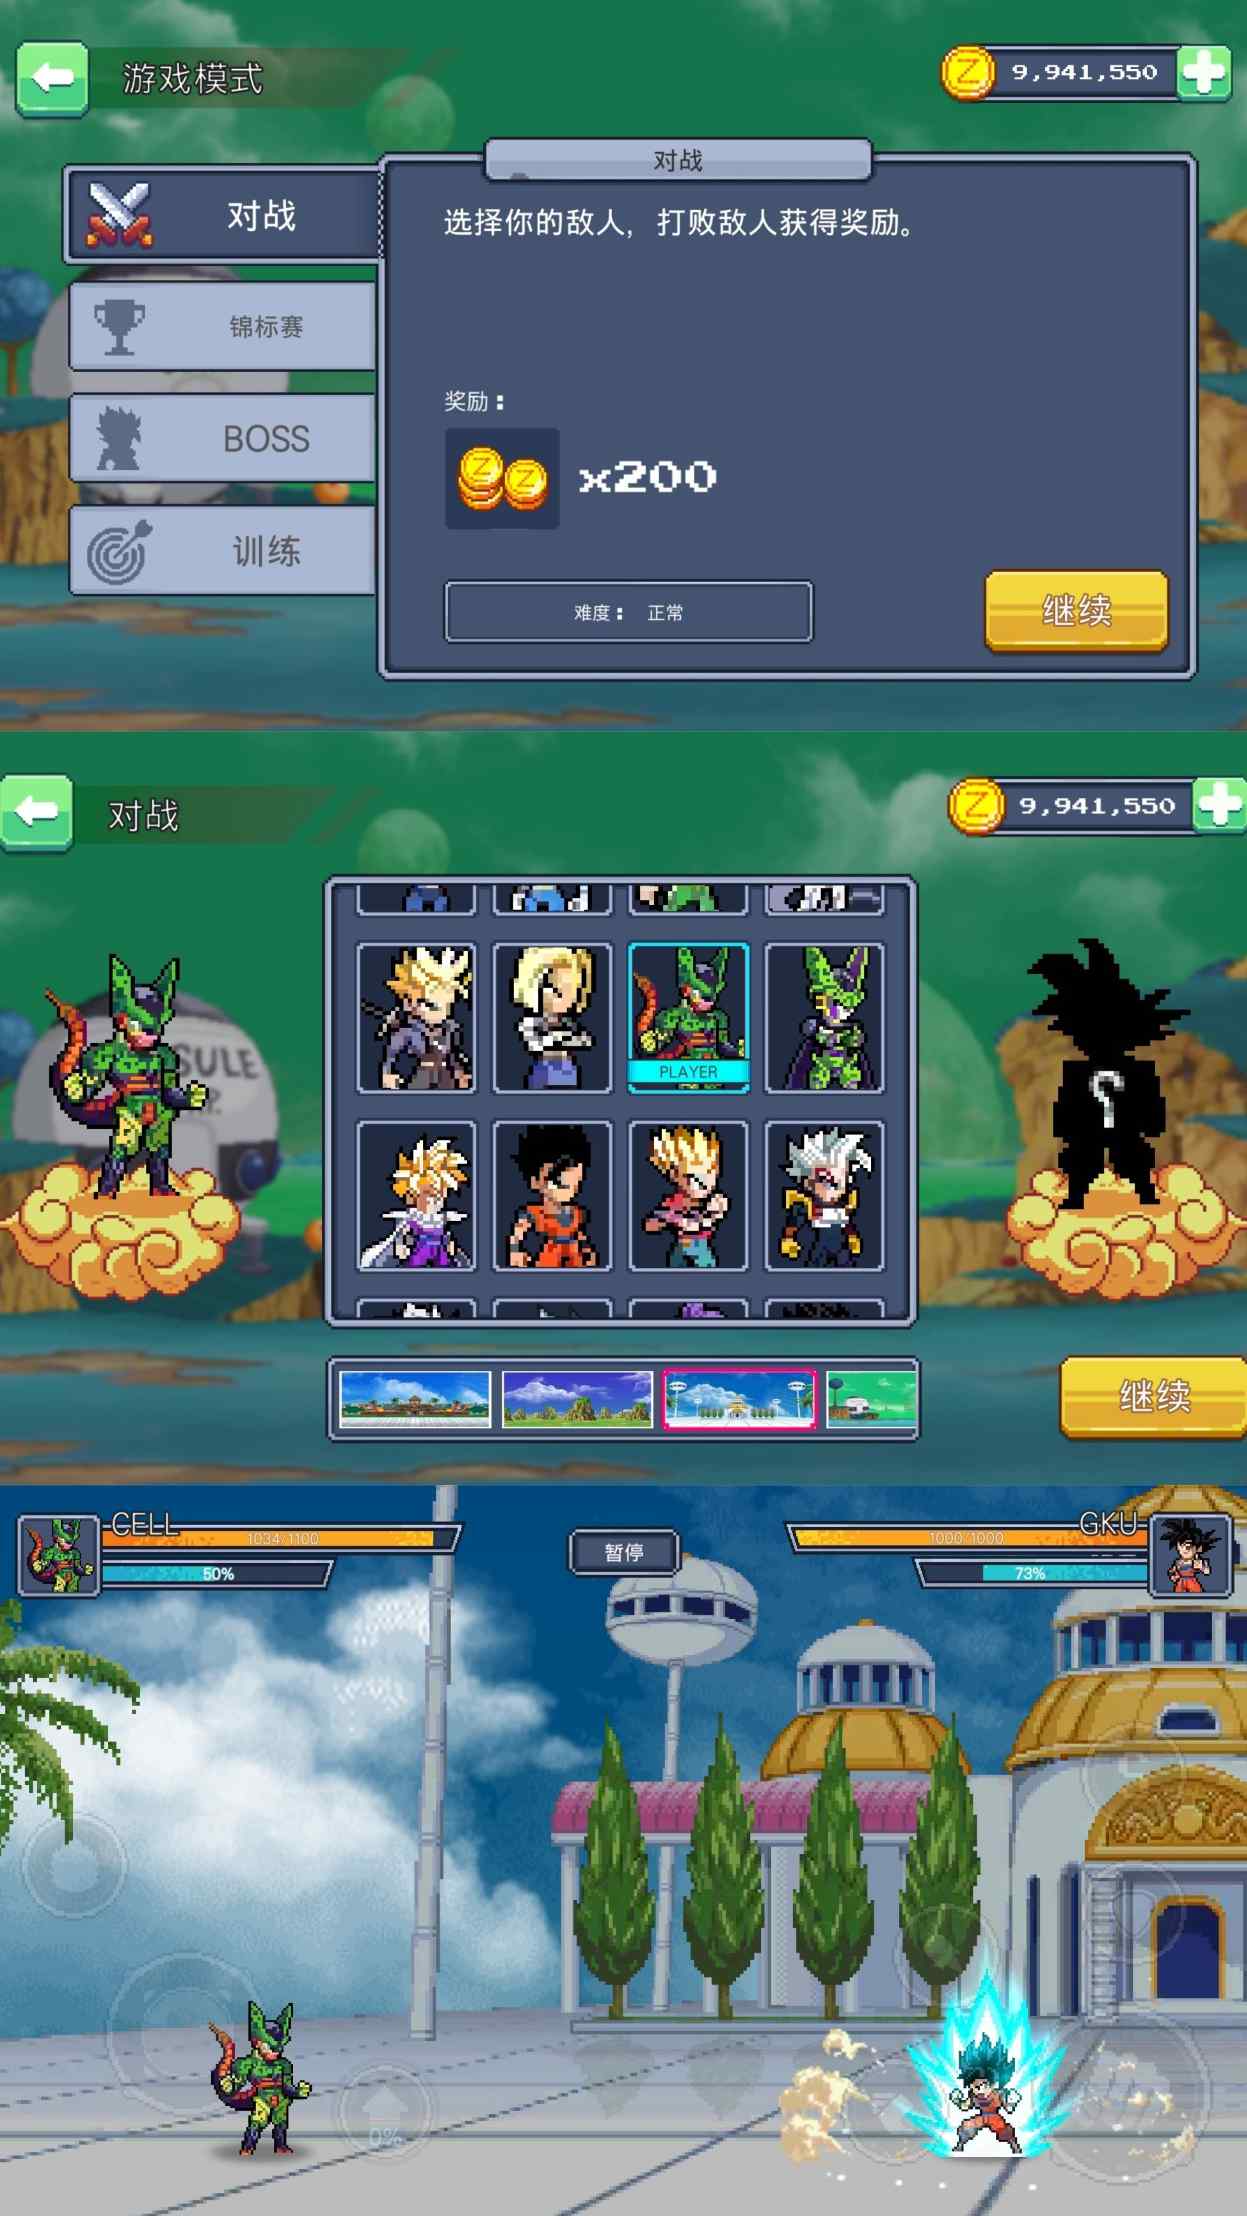 游戏模式
9,941,550
对战
对战
选择你的敌人，打败敌人获得奖励。
锦标赛
奖励：
BOSS
x200
训练
难度： 正常
继续
对战
9,941,550
SULE
PLAYER
继续
CELL
1034/1100
50%
暂停
GKU
1000/1000
73%
0%